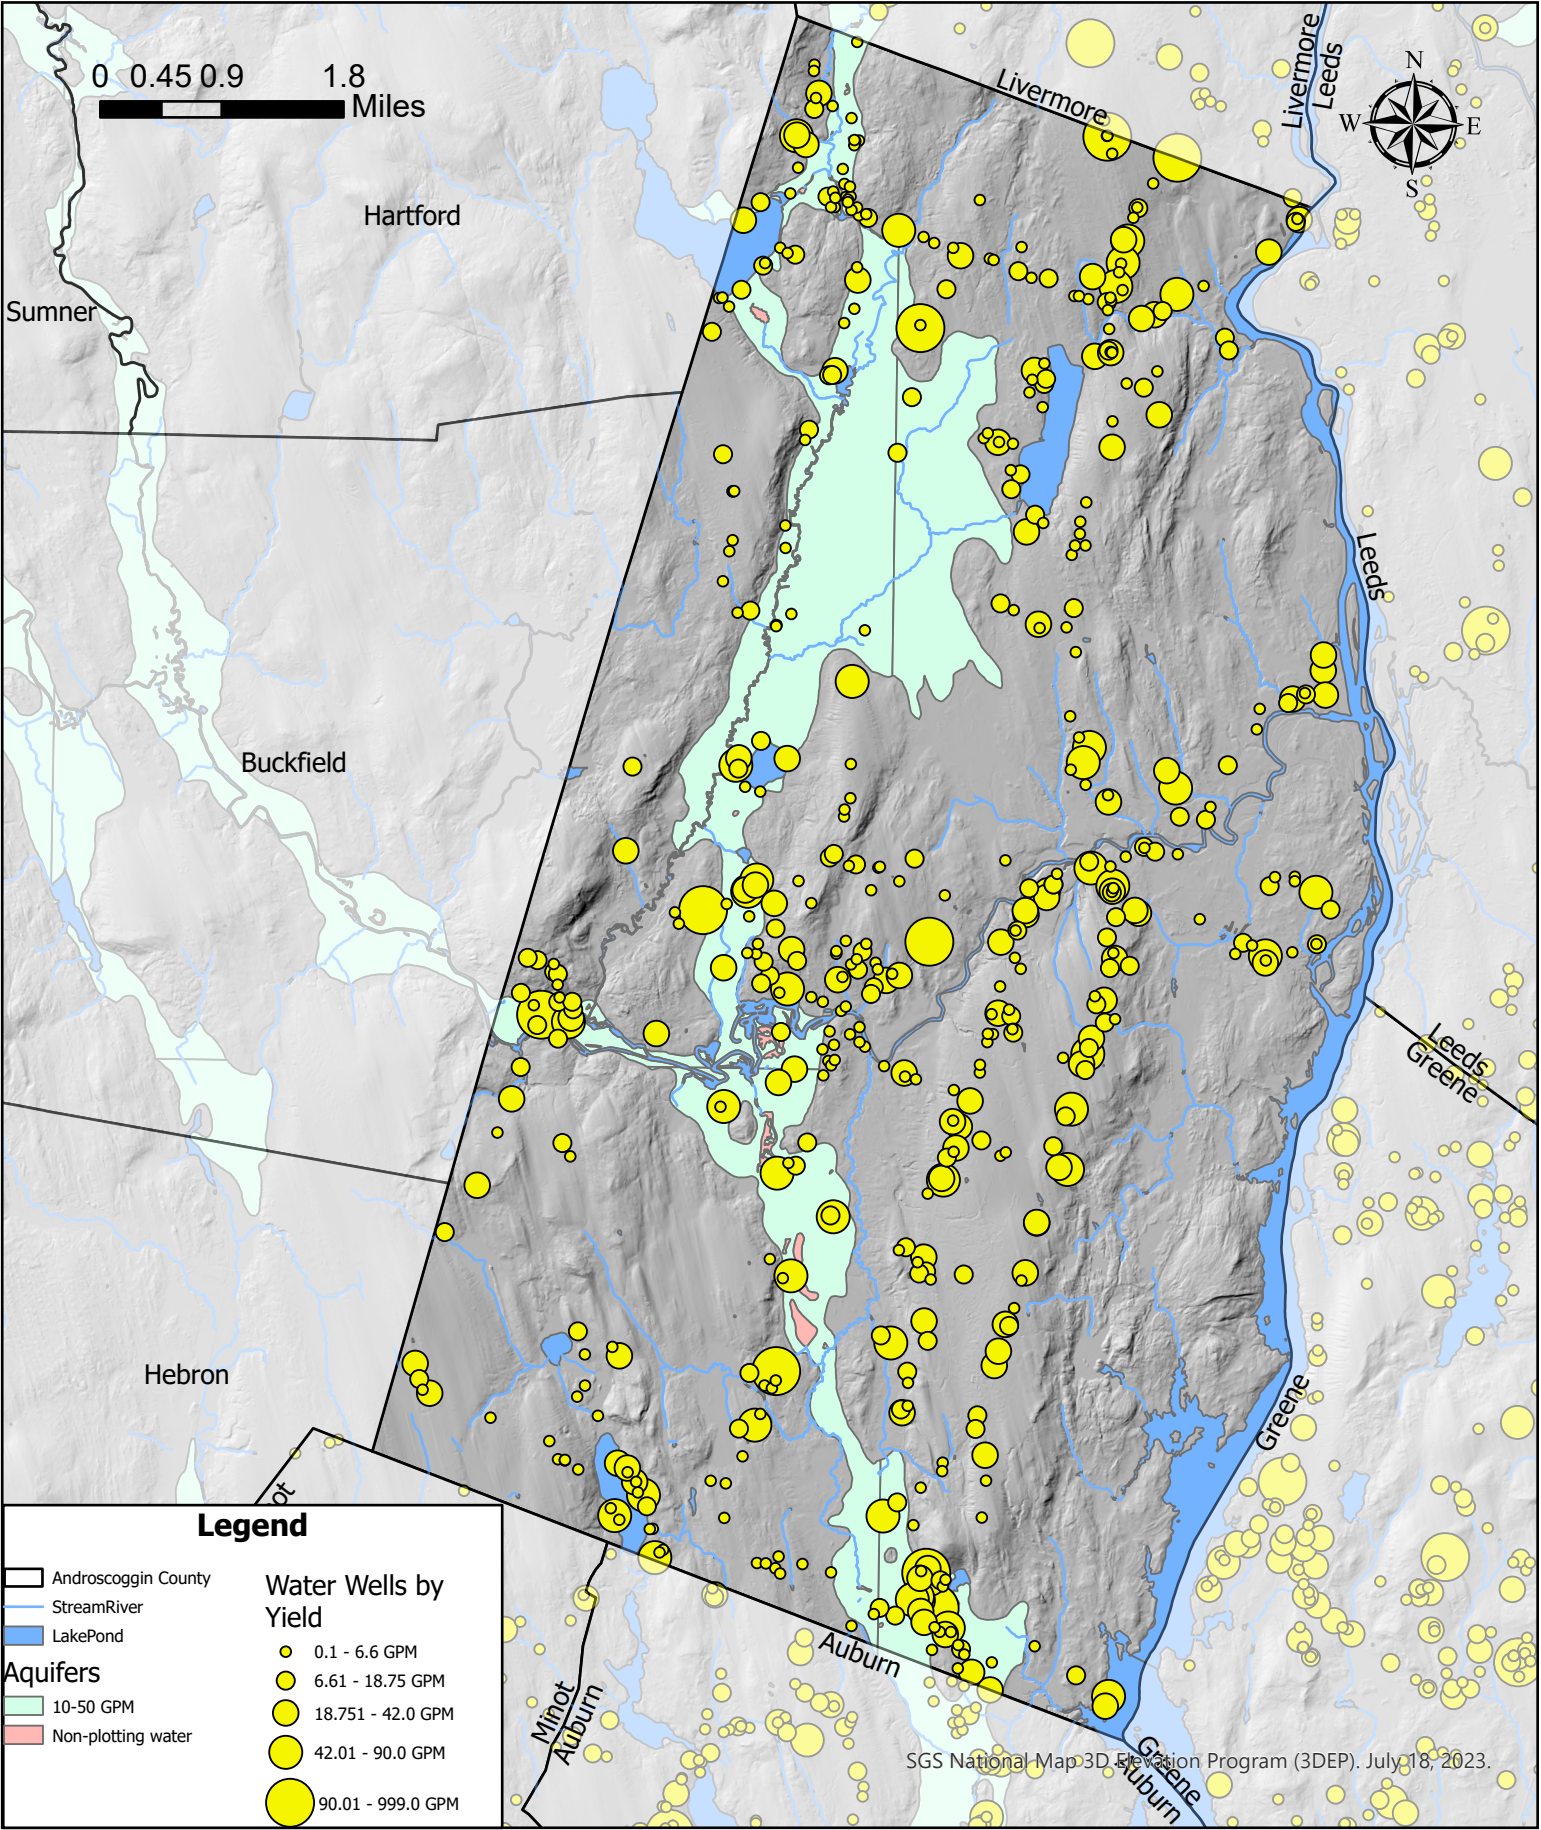 0 0.45 0.9 1.8
Miles
Livermore
Livermore
Leeds
N
W E
S
Hartford
Sumner
Leeds
Buckfield
Leeds
Greene
Hebron
Greene
ot
Auburn
Minot
Auburn
Greene
Auburn
SGS National Map 3D Elevation Program (3DEP). July 18, 2023.
Legend
Androscoggin County
StreamRiver
LakePond
Aquifers
10-50 GPM
Non-plotting water
Water Wells by
Yield
0.1 - 6.6 GPM
6.61 - 18.75 GPM
18.751 - 42.0 GPM
42.01 - 90.0 GPM
90.01 - 999.0 GPM